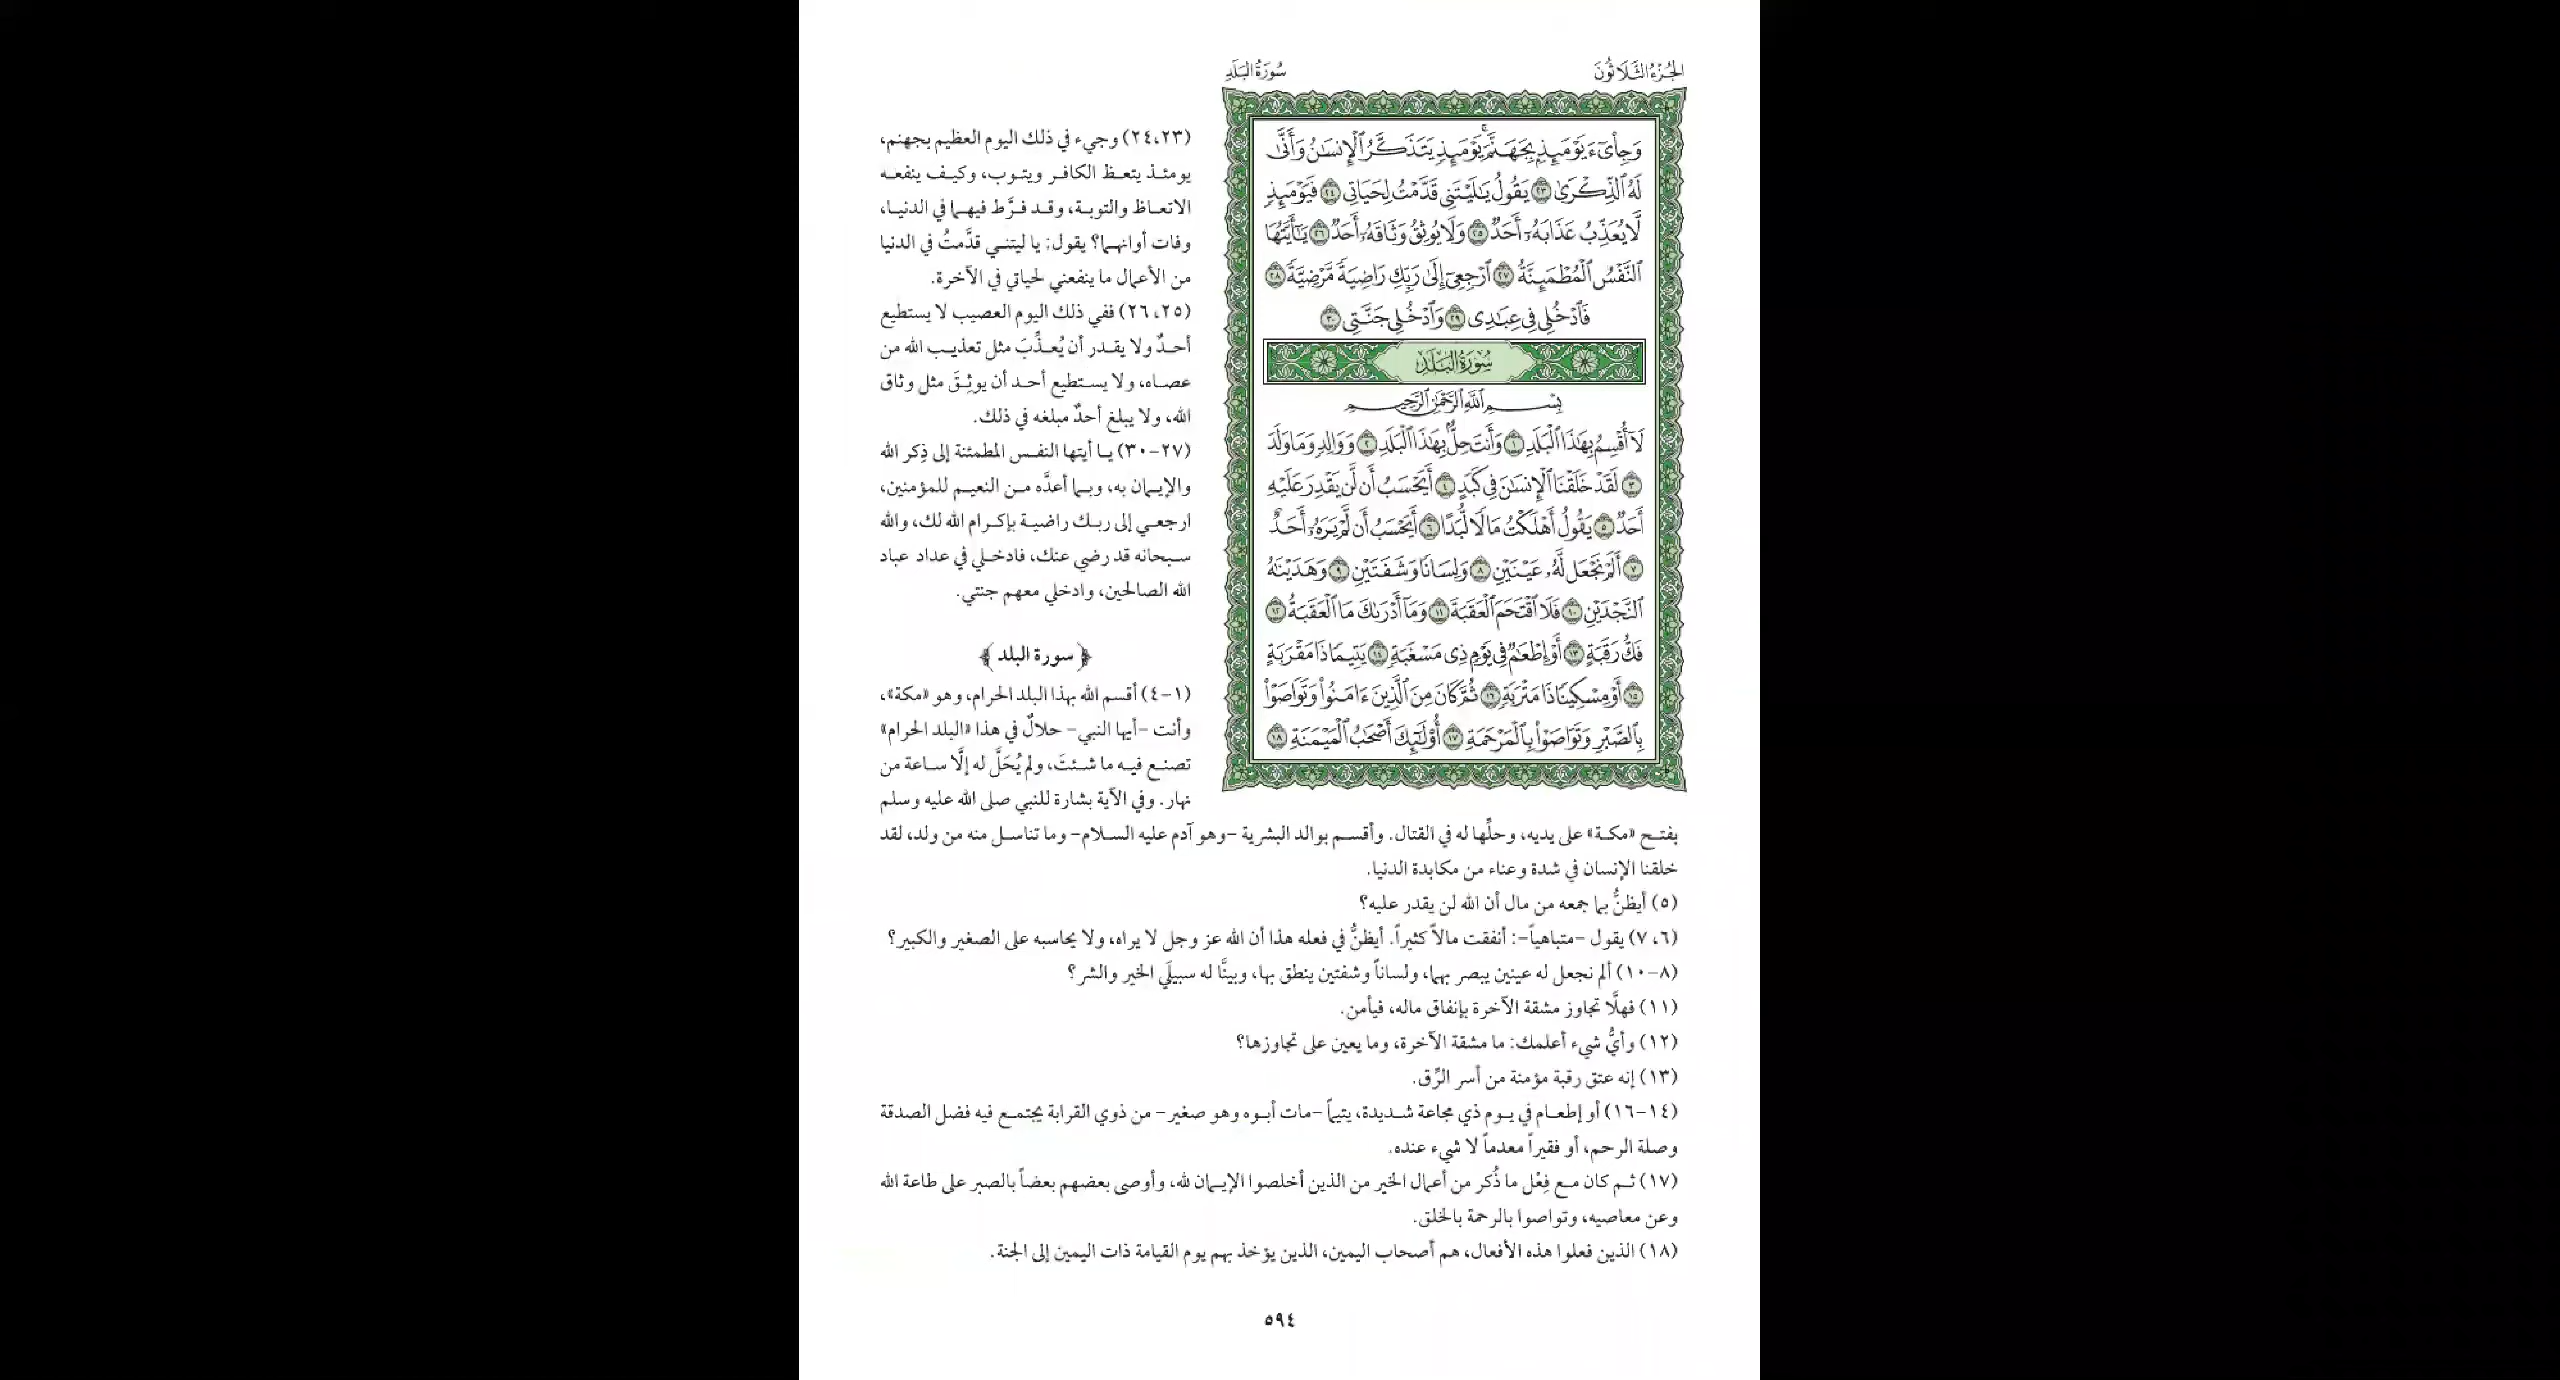 الجزء الثلاثون
سورة البلد
وَجِاْىٓءَ يَوْمَئِذِۭ بِجَهَنَّمَۚ يَوْمَئِذٖ يَتَذَكَّرُ ٱلْإِنسَٰنُ وَأَنَّىٰ
لَهُ ٱلذِّكْرَىٰ ٢٣ يَقُولُ يَٰلَيْتَنِى قَدَّمْتُ لِحَيَاتِى ٢٤ فَيَوْمَئِذٖ
لَّا يُعَذِّبُ عَذَابَهُۥٓ أَحَدٞ ٢٥ وَلَا يُوثِقُ وَثَاقَهُۥٓ أَحَدٞ ٢٦ يَٰٓأَيَّتُهَا
ٱلنَّفْسُ ٱلْمُطْمَئِنَّةُ ٢٧ ٱرْجِعِىٓ إِلَىٰ رَبِّكِ رَاضِيَةٗ مَّرْضِيَّةٗ ٢٨
فَٱدْخُلِى فِى عِبَٰدِى ٢٩ وَٱدْخُلِى جَنَّتِى ٣٠
سُورَةُ البَلَدِ
بِسْمِ ٱللَّهِ ٱلرَّحْمَٰنِ ٱلرَّحِيمِ
لَآ أُقْسِمُ بِهَٰذَا ٱلْبَلَدِ ١ وَأَنتَ حِلُّۢ بِهَٰذَا ٱلْبَلَدِ ٢ وَوَالِدٖ وَمَا وَلَدَ
٣ لَقَدْ خَلَقْنَا ٱلْإِنسَٰنَ فِى كَبَدٍ ٤ أَيَحْسَبُ أَن لَّن يَقْدِرَ عَلَيْهِ
أَحَدٞ ٥ يَقُولُ أَهْلَكْتُ مَالٗا لُّبَدًا ٦ أَيَحْسَبُ أَن لَّمْ يَرَهُۥٓ أَحَدٌ
٧ أَلَمْ نَجْعَل لَّهُۥ عَيْنَيْنِ ٨ وَلِسَانٗا وَشَفَتَيْنِ ٩ وَهَدَيْنَٰهُ
ٱلنَّجْدَيْنِ ١٠ فَلَا ٱقْتَحَمَ ٱلْعَقَبَةَ ١١ وَمَآ أَدْرَىٰكَ مَا ٱلْعَقَبَةُ ١٢
فَكُّ رَقَبَةٍ ١٣ أَوْ إِطْعَٰمٞ فِى يَوْمٖ ذِى مَسْغَبَةٖ ١٤ يَتِيمٗا ذَا مَقْرَبَةٍ
١٥ أَوْ مِسْكِينٗا ذَا مَتْرَبَةٖ ١٦ ثُمَّ كَانَ مِنَ ٱلَّذِينَ ءَامَنُوا۟ وَتَوَاصَوْا۟
بِٱلصَّبْرِ وَتَوَاصَوْا۟ بِٱلْمَرْحَمَةِ ١٧ أُو۟لَٰٓئِكَ أَصْحَٰبُ ٱلْمَيْمَنَةِ ١٨
(٢٣، ٢٤) وجيء في ذلك اليوم العظيم بجهنم،
يومئذ يتعظ الكافر ويتوب، وكيف ينفعه
الاتعاظ والتوبة، وقد فرَّط فيهما في الدنيا،
وفات أوانهما؟ يقول: يا ليتني قدَّمتُ في الدنيا
من الأعمال ما ينفعني لحياتي في الآخرة.
(٢٥، ٢٦) ففي ذلك اليوم العصيب لا يستطيع
أحدٌ ولا يقدر أن يُعذِّبَ مثل تعذيب الله من
عصاه، ولا يستطيع أحد أن يوثِقَ مثل وثاق
الله، ولا يبلغ أحدٌ مبلغه في ذلك.
(٢٧-٣٠) يا أيتها النفس المطمئنة إلى ذِكر الله
والإيمان به، وبما أعدَّه من النعيم للمؤمنين،
ارجعي إلى ربك راضية بإكرام الله لك، والله
سبحانه قد رضي عنك، فادخلي في عداد عباد
الله الصالحين، وادخلي معهم جنتي.
﴿سورة البلد﴾
(١-٤) أقسم الله بهذا البلد الحرام، وهو «مكة»،
وأنت -أيها النبي- حلالٌ في هذا «البلد الحرام»
تصنع فيه ما شئتَ، ولم يُحَلَّ له إلَّا ساعة من
نهار. وفي الآية بشارة للنبي صلى الله عليه وسلم
بفتح «مكة» على يديه، وحلِّها له في القتال. وأقسم بوالد البشرية -وهو آدم عليه السلام- وما تناسل منه من ولد، لقد
خلقنا الإنسان في شدة وعناء من مكابدة الدنيا.
(٥) أيظنُّ بما جمعه من مال أن الله لن يقدر عليه؟
(٦، ٧) يقول -متباهياً-: أنفقت مالاً كثيراً. أيظنُّ في فعله هذا أن الله عز وجل لا يراه، ولا يحاسبه على الصغير والكبير؟
(٨-١٠) ألم نجعل له عينين يبصر بهما، ولساناً وشفتين ينطق بها، وبينَّا له سبيلَي الخير والشر؟
(١١) فهلَّا تجاوز مشقة الآخرة بإنفاق ماله، فيأمن.
(١٢) وأيُّ شيء أعلمك: ما مشقة الآخرة، وما يعين على تجاوزها؟
(١٣) إنه عتق رقبة مؤمنة من أسر الرِّق.
(١٤-١٦) أو إطعام في يوم ذي مجاعة شديدة، يتيماً -مات أبوه وهو صغير- من ذوي القرابة يجتمع فيه فضل الصدقة
وصلة الرحم، أو فقيراً معدماً لا شيء عنده.
(١٧) ثم كان مع فِعْل ما ذُكر من أعمال الخير من الذين أخلصوا الإيمان لله، وأوصى بعضهم بعضاً بالصبر على طاعة الله
وعن معاصيه، وتواصوا بالرحمة بالخلق.
(١٨) الذين فعلوا هذه الأفعال، هم أصحاب اليمين، الذين يؤخذ بهم يوم القيامة ذات اليمين إلى الجنة.
٥٩٤